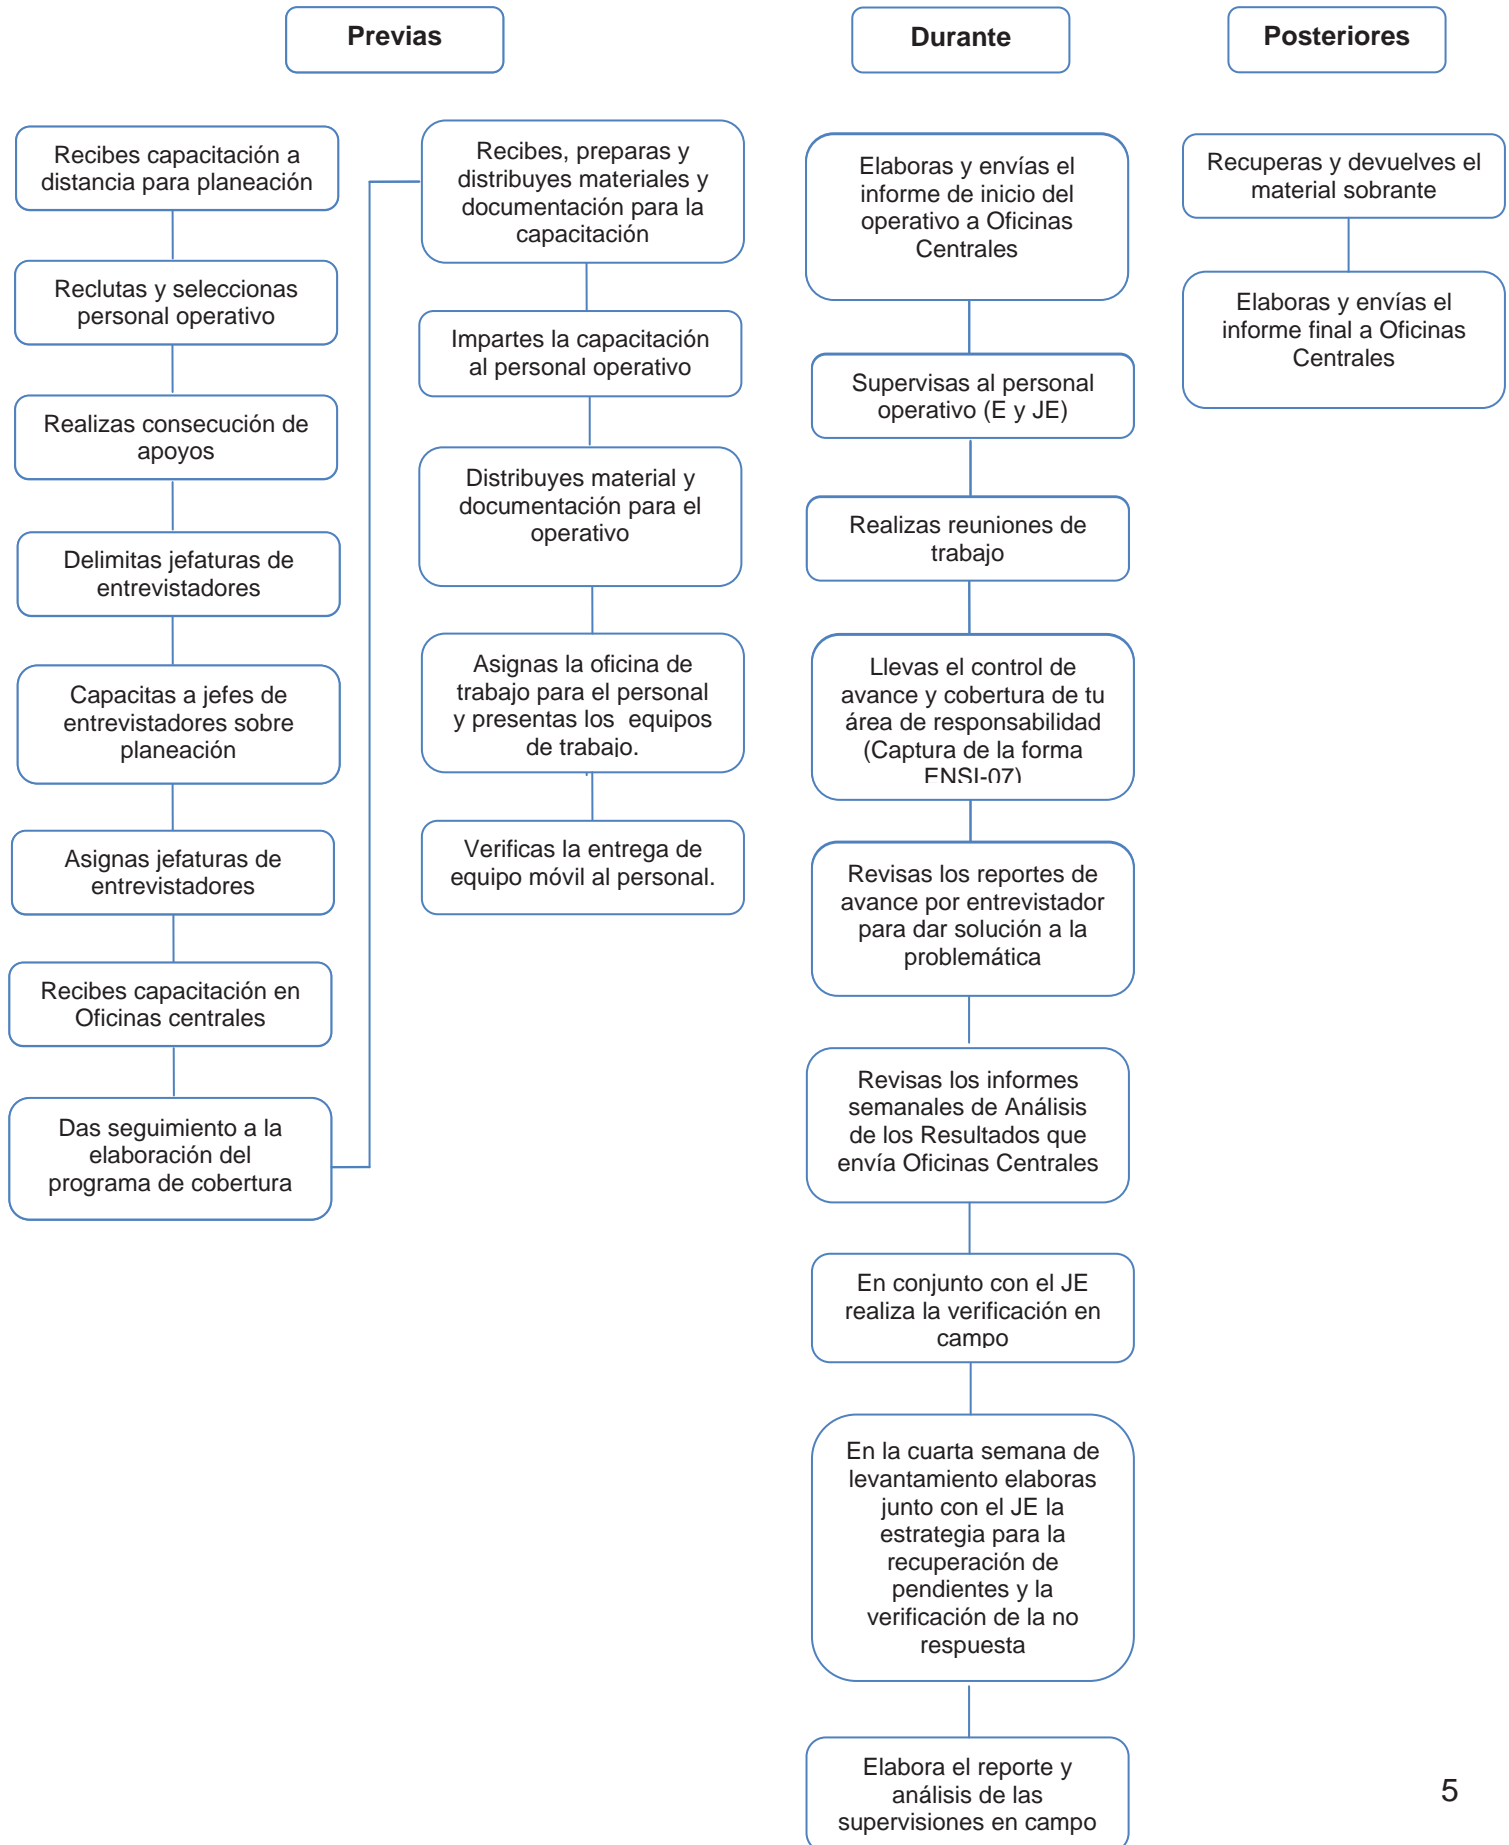 Previas
Durante
Posteriores
Recibes capacitación a
distancia para planeación
Reclutas y seleccionas
personal operativo
Realizas consecución de
apoyos
Delimitas jefaturas de
entrevistadores
Capacitas a jefes de
entrevistadores sobre
planeación
Asignas jefaturas de
entrevistadores
Recibes capacitación en
Oficinas centrales
Das seguimiento a la
elaboración del
programa de cobertura
Recibes, preparas y
distribuyes materiales y
documentación para la
capacitación
Impartes la capacitación
al personal operativo
Distribuyes material y
documentación para el
operativo
Asignas la oficina de
trabajo para el personal
y presentas los equipos
de trabajo.
Verificas la entrega de
equipo móvil al personal.
Elaboras y envías el
informe de inicio del
operativo a Oficinas
Centrales
Supervisas al personal
operativo (E y JE)
Realizas reuniones de
trabajo
Llevas el control de
avance y cobertura de tu
área de responsabilidad
(Captura de la forma
ENSI-07)
Revisas los reportes de
avance por entrevistador
para dar solución a la
problemática
Revisas los informes
semanales de Análisis
de los Resultados que
envía Oficinas Centrales
En conjunto con el JE
realiza la verificación en
campo
En la cuarta semana de
levantamiento elaboras
junto con el JE la
estrategia para la
recuperación de
pendientes y la
verificación de la no
respuesta
Elabora el reporte y
análisis de las
supervisiones en campo
Recuperas y devuelves el
material sobrante
Elaboras y envías el
informe final a Oficinas
Centrales
5